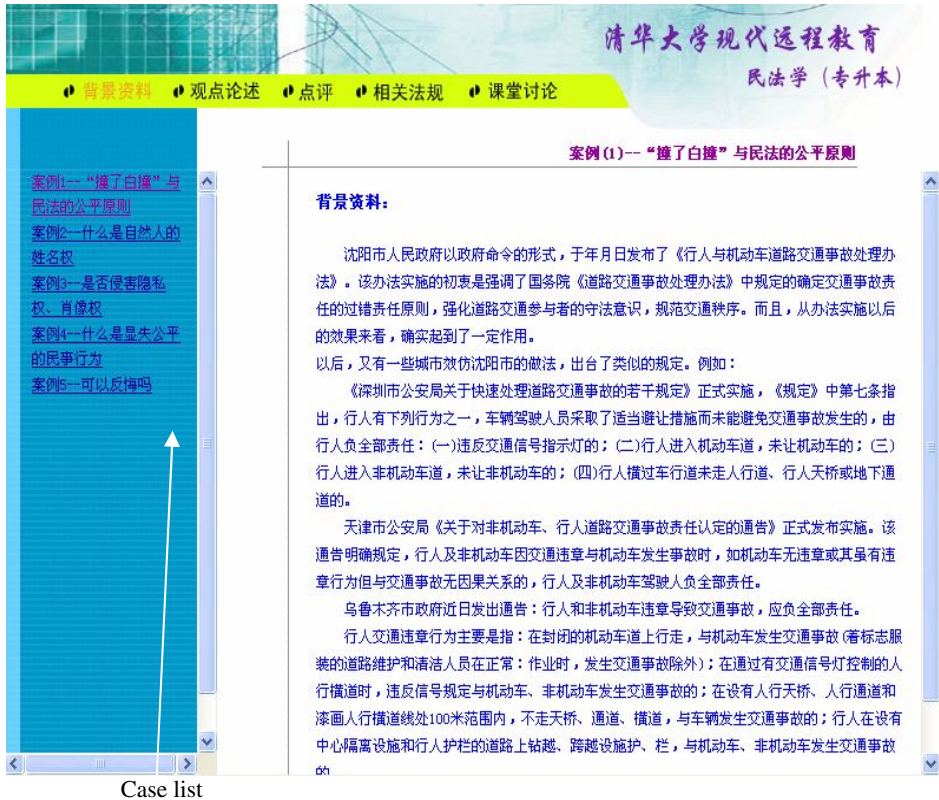 清华大学现代远程教育
民法学（专升本）
背景资料 观点论述 点评 相关法规 课堂讨论
案例(1)--“撞了白撞”与民法的公平原则
案例1--“撞了白撞”与
民法的公平原则
案例2--什么是自然人的
姓名权
案例3--是否侵害隐私
权、肖像权
案例4--什么是显失公平
的民事行为
案例5--可以反悔吗
背景资料：
沈阳市人民政府以政府命令的形式，于年月日发布了《行人与机动车道路交通事故处理办
法》。该办法实施的初衷是强调了国务院《道路交通事故处理办法》中规定的确定交通事故责
任的过错责任原则，强化道路交通参与者的守法意识，规范交通秩序。而且，从办法实施以后
的效果来看，确实起到了一定作用。
以后，又有一些城市效仿沈阳市的做法，出台了类似的规定。例如：
《深圳市公安局关于快速处理道路交通事故的若干规定》正式实施，《规定》中第七条指
出，行人有下列行为之一，车辆驾驶人员采取了适当避让措施而未能避免交通事故发生的，由
行人负全部责任：(一)违反交通信号指示灯的；(二)行人进入机动车道，未让机动车的；(三)
行人进入非机动车道，未让非机动车的；(四)行人横过车行道未走人行道、行人天桥或地下通
道的。
天津市公安局《关于对非机动车、行人道路交通事故责任认定的通告》正式发布实施。该
通告明确规定，行人及非机动车因交通违章与机动车发生事故时，如机动车无违章或其虽有违
章行为但与交通事故无因果关系的，行人及非机动车驾驶人负全部责任。
乌鲁木齐市政府近日发出通告：行人和非机动车违章导致交通事故，应负全部责任。
行人交通违章行为主要是指：在封闭的机动车道上行走，与机动车发生交通事故(着标志服
装的道路维护和清洁人员在正常：作业时，发生交通事故除外)；在通过有交通信号灯控制的人
行横道时，违反信号规定与机动车、非机动车发生交通事故的；在设有人行天桥、人行通道和
漆画人行横道线处100米范围内，不走天桥、通道、横道，与车辆发生交通事故的；行人在设有
中心隔离设施和行人护栏的道路上钻越、跨越设施护、栏，与机动车、非机动车发生交通事故
的
Case list